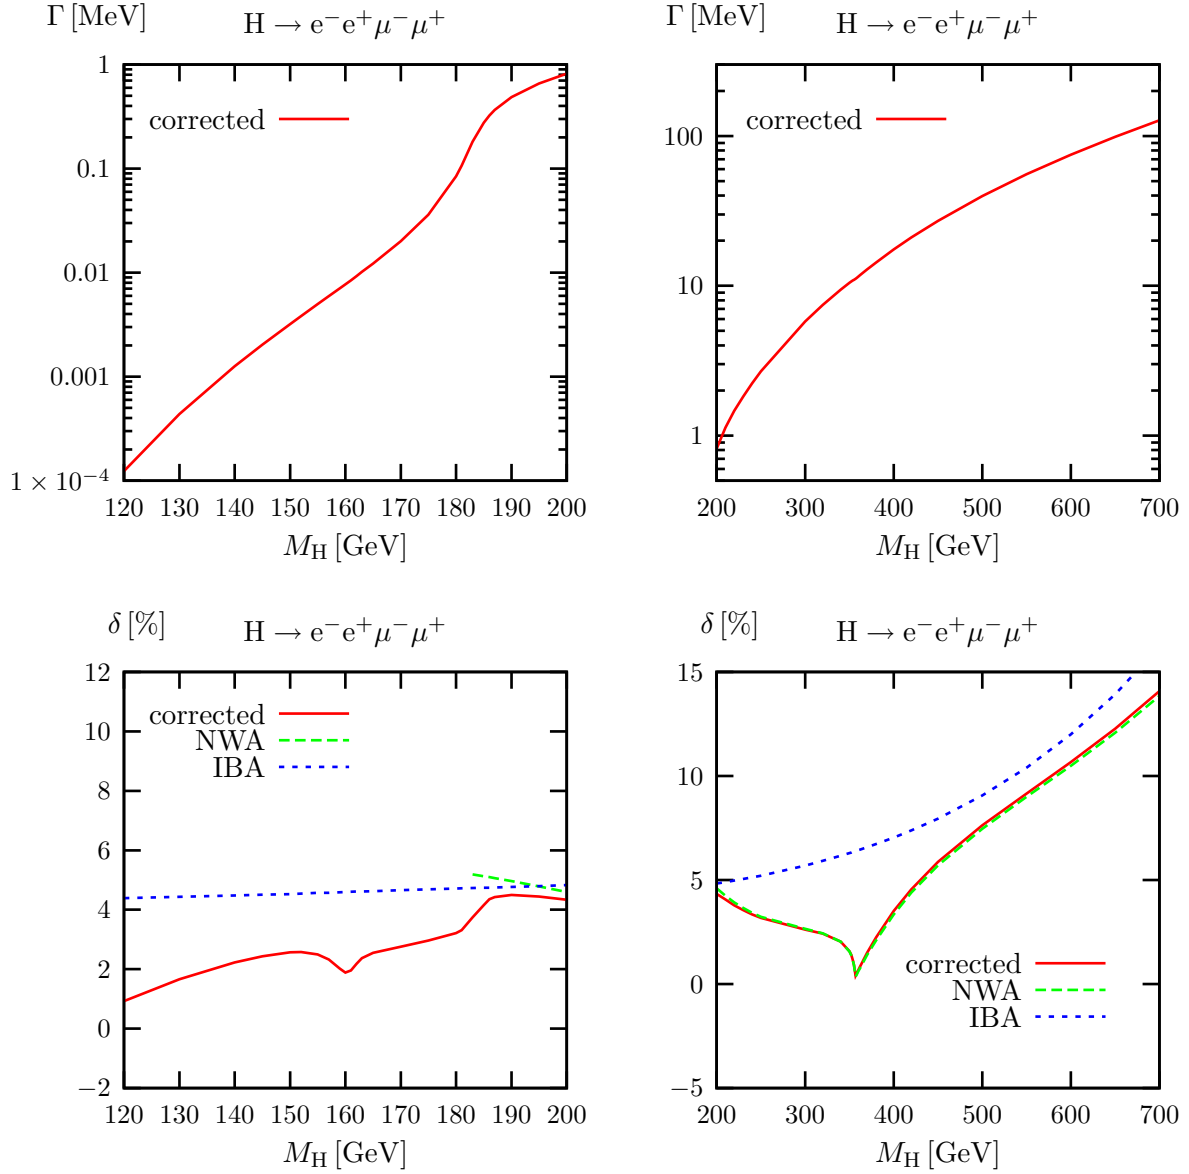 Γ [MeV]
H → e⁻e⁺μ⁻μ⁺
1
0.1
0.01
0.001
1 × 10⁻⁴
corrected
120 130 140 150 160 170 180 190 200
M_H [GeV]
Γ [MeV]
H → e⁻e⁺μ⁻μ⁺
100
10
1
corrected
200 300 400 500 600 700
M_H [GeV]
δ [%]
H → e⁻e⁺μ⁻μ⁺
12
10
8
6
4
2
0
−2
corrected
NWA
IBA
120 130 140 150 160 170 180 190 200
M_H [GeV]
δ [%]
H → e⁻e⁺μ⁻μ⁺
15
10
5
0
−5
corrected
NWA
IBA
200 300 400 500 600 700
M_H [GeV]